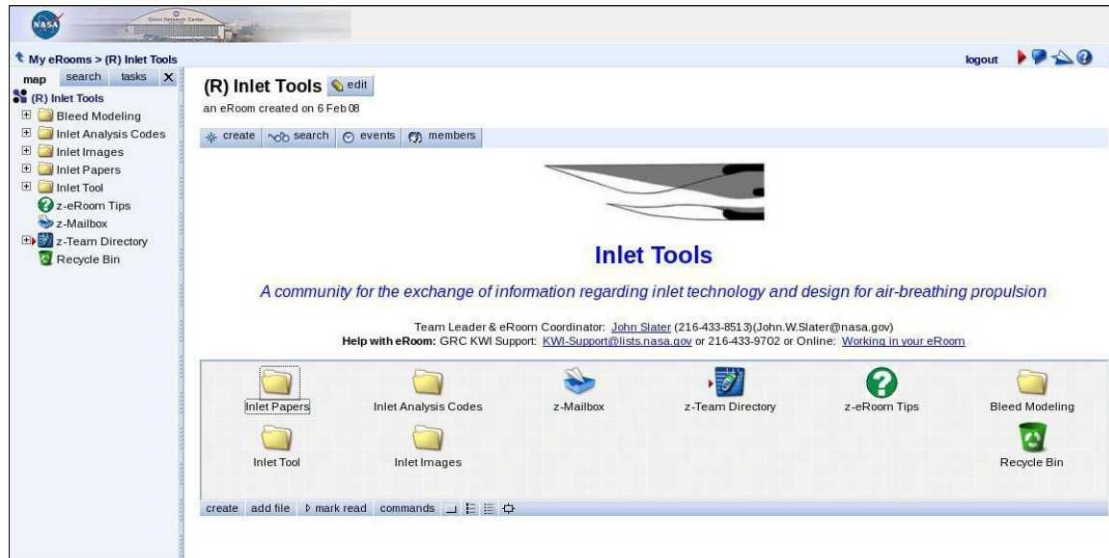 NASA
Glenn Research Center
My eRooms > (R) Inlet Tools
logout
map search tasks X
(R) Inlet Tools
Bleed Modeling
Inlet Analysis Codes
Inlet Images
Inlet Papers
Inlet Tool
z-eRoom Tips
z-Mailbox
z-Team Directory
Recycle Bin
(R) Inlet Tools edit
an eRoom created on 6 Feb 08
create search events members
Inlet Tools
A community for the exchange of information regarding inlet technology and design for air-breathing propulsion
Team Leader & eRoom Coordinator: John Slater (216-433-8513)(John.W.Slater@nasa.gov)
Help with eRoom: GRC KWI Support: KWI-Support@lists.nasa.gov or 216-433-9702 or Online: Working in your eRoom
Inlet Papers Inlet Analysis Codes z-Mailbox z-Team Directory z-eRoom Tips Bleed Modeling
Inlet Tool Inlet Images Recycle Bin
create add file mark read commands